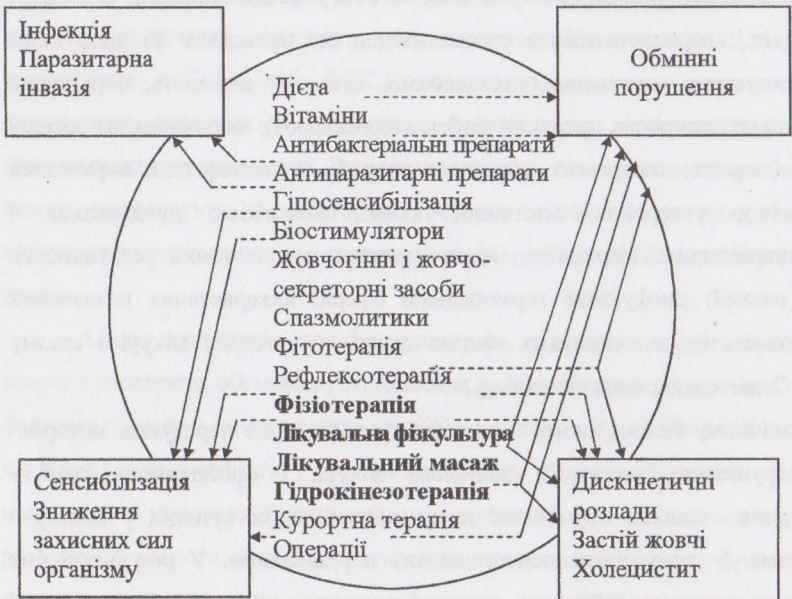 Інфекція
Паразитарна
інвазія
Обмінні
порушення
Дієта
Вітаміни
Антибактеріальні препарати
Антипаразитарні препарати
Гіпосенсибілізація
Біостимулятори
Жовчогінні і жовчо-
секреторні засоби
Спазмолитики
Фітотерапія
Рефлексотерапія
Фізіотерапія
Лікувальна фізкультура
Лікувальний масаж
Гідрокінезотерапія
Курортна терапія
Операції
Сенсибілізація
Зниження
захисних сил
організму
Дискінетичні
розлади
Застій жовчі
Холецистит